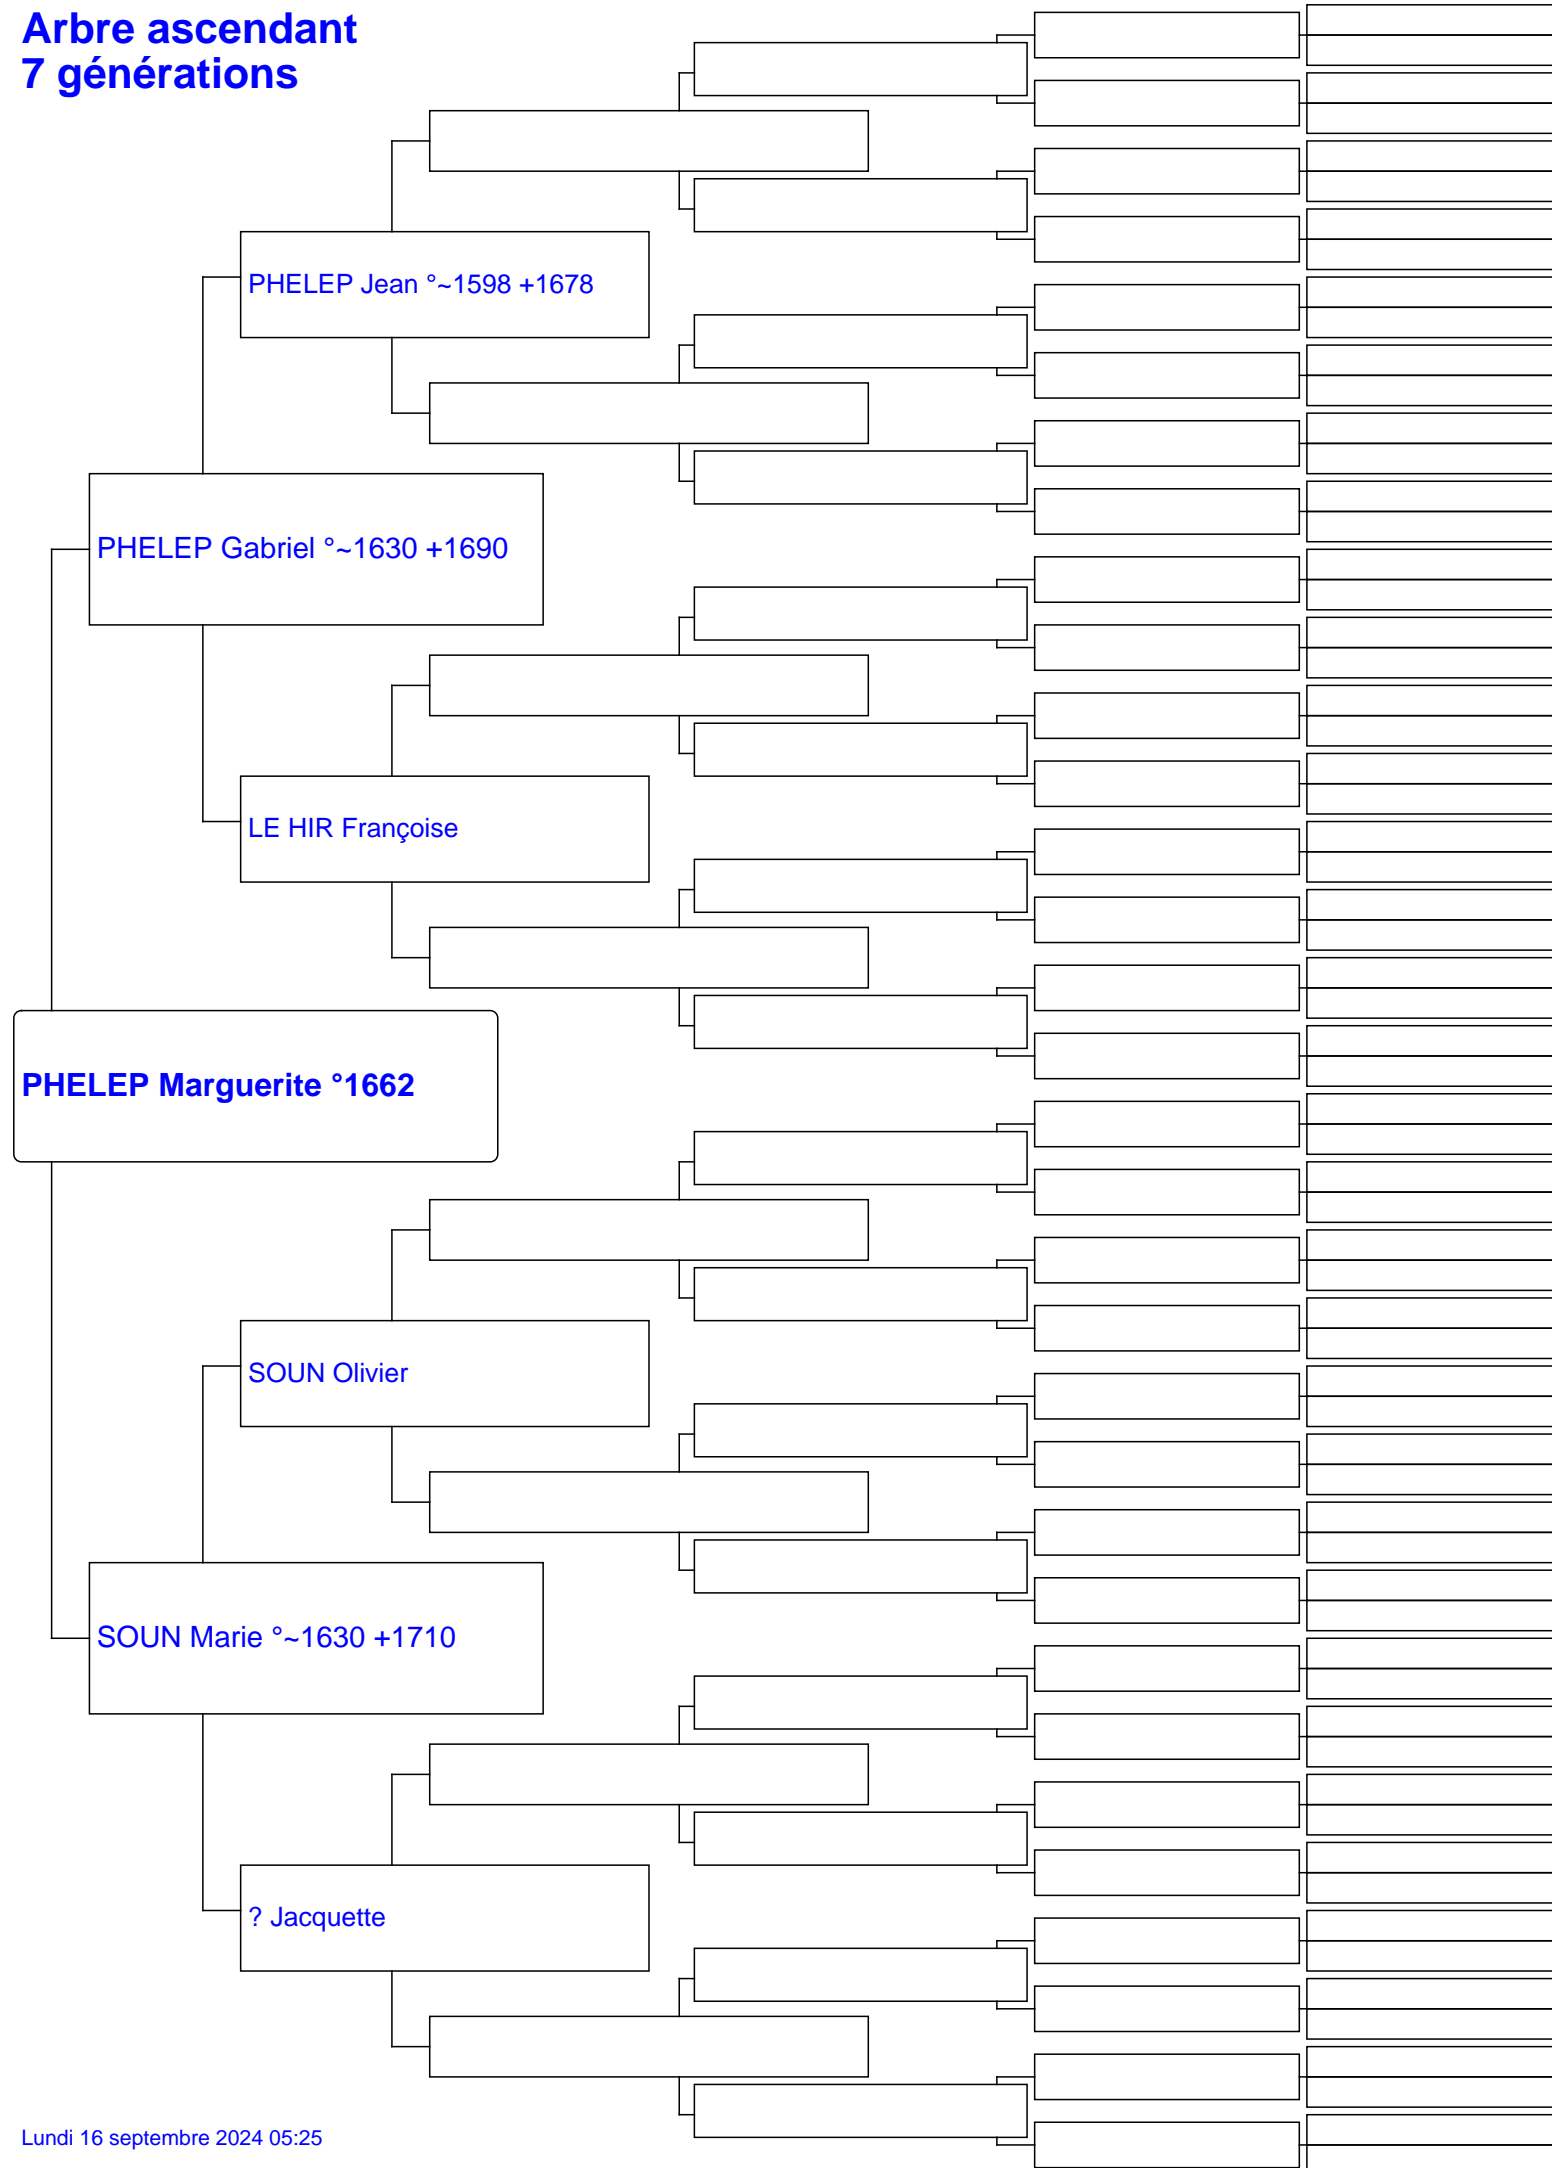 Arbre ascendant
7 générations
PHELEP Jean °~1598 +1678
PHELEP Gabriel °~1630 +1690
LE HIR Françoise
PHELEP Marguerite °1662
SOUN Olivier
SOUN Marie °~1630 +1710
? Jacquette
Lundi 16 septembre 2024 05:25